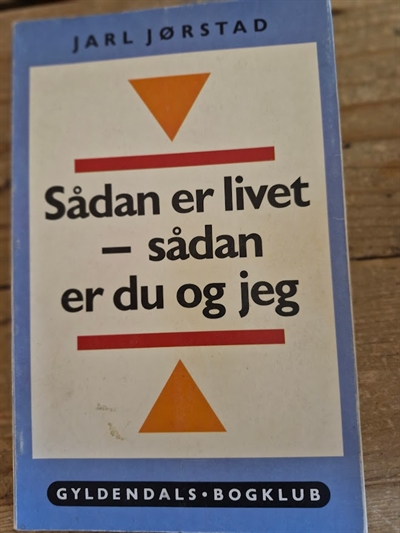 JARL JØRSTAD
Sådan er livet
– sådan
er du og jeg
GYLDENDALS • BOGKLUB